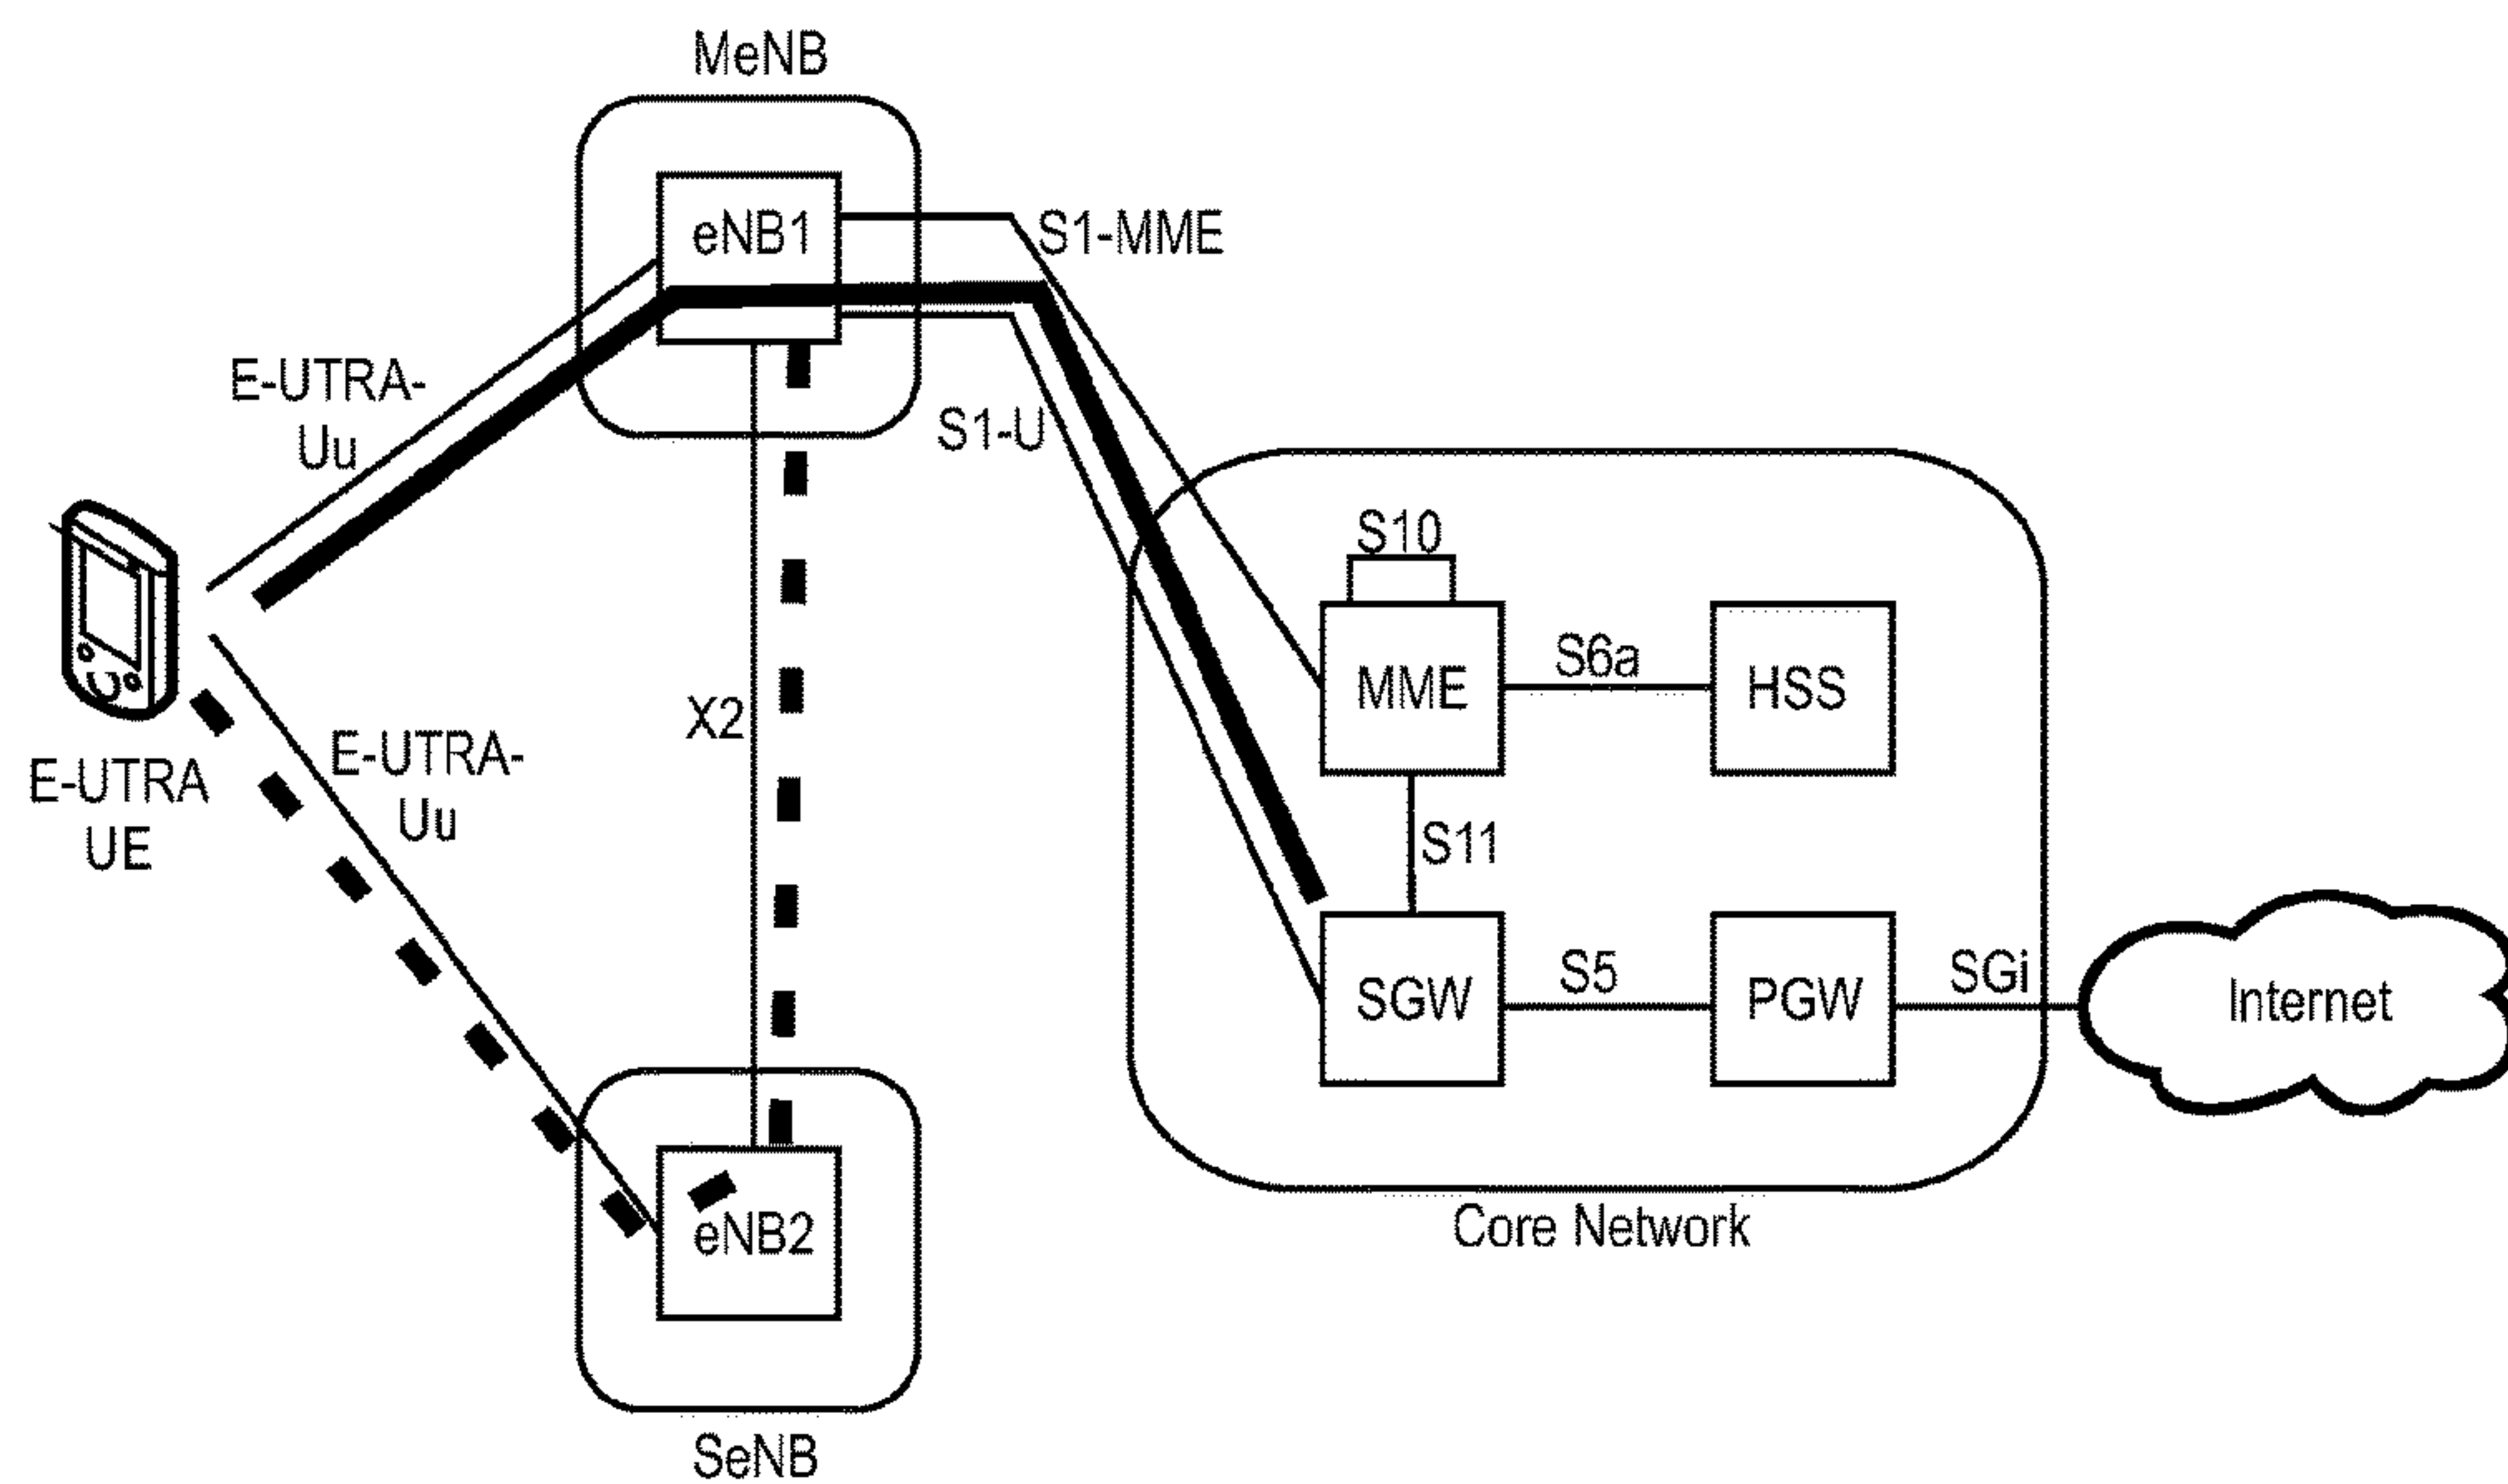 MeNB
eNB1
S1-MME
E-UTRA-
Uu
S1-U
S10
MME
S6a
HSS
X2
E-UTRA-
Uu
E-UTRA
UE
S11
SGW
S5
PGW
SGi
Internet
eNB2
Core Network
SeNB